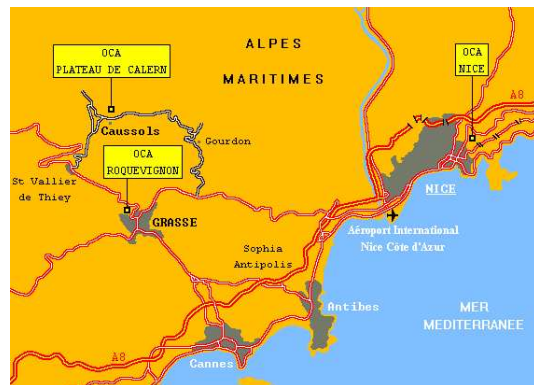 OCA
PLATEAU DE CALERN
ALPES
MARITIMES
OCA
NICE
A8
Caussols
Gourdon
OCA
ROQUEVIGNON
St Vallier
de Thiey
GRASSE
NICE
Aéroport International
Nice Côte d'Azur
Sophia
Antipolis
Antibes
MER
MEDITERRANEE
A8
Cannes